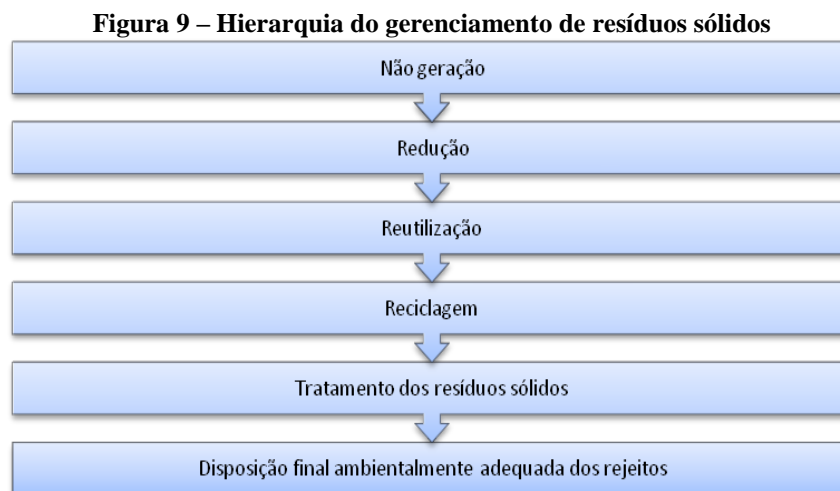 Figura 9 – Hierarquia do gerenciamento de resíduos sólidos
Não geração
Redução
Reutilização
Reciclagem
Tratamento dos resíduos sólidos
Disposição final ambientalmente adequada dos rejeitos